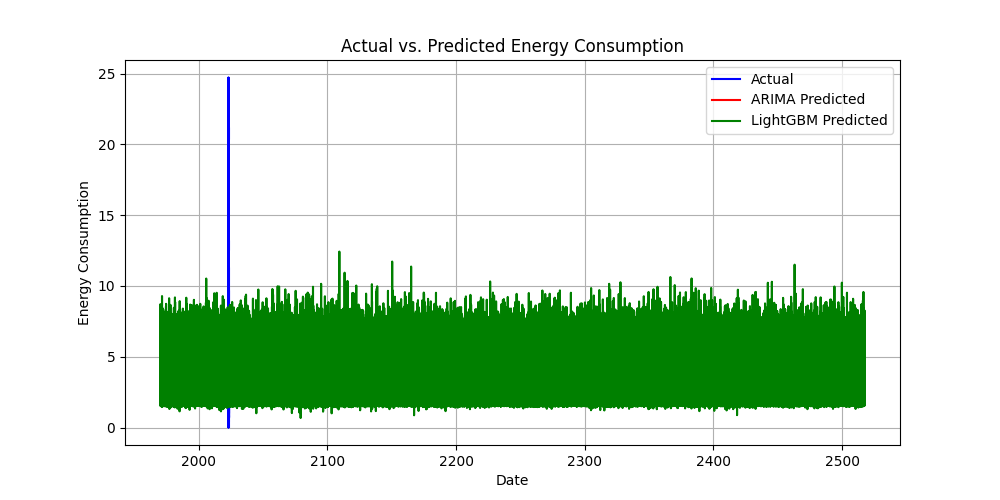 Actual vs. Predicted Energy Consumption
Actual
ARIMA Predicted
LightGBM Predicted
25
20
15
10
5
0
Energy Consumption
2000
2100
2200
2300
2400
2500
Date